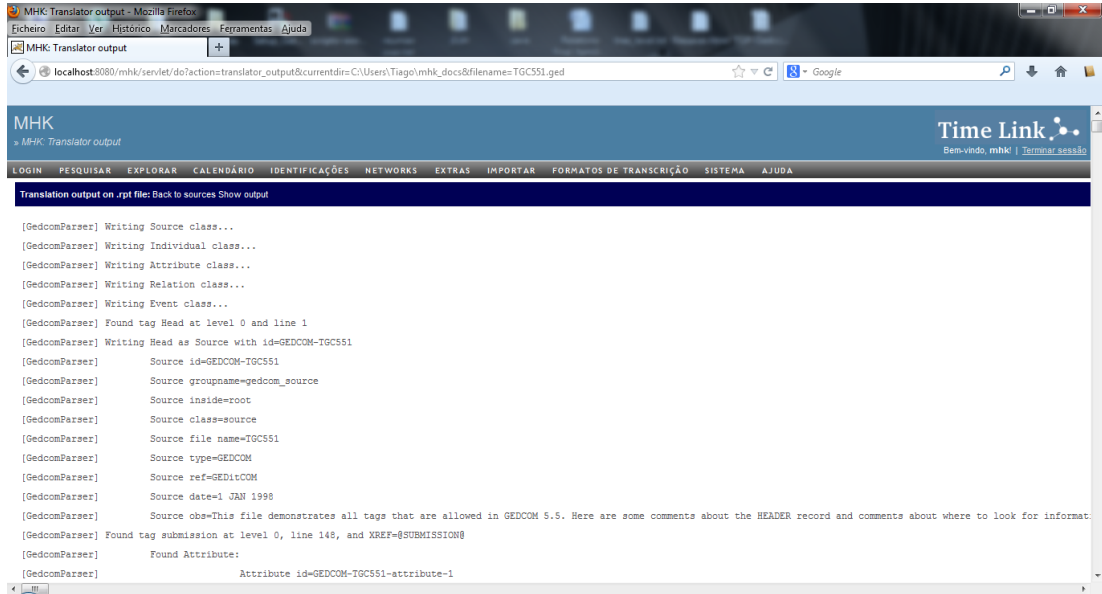 MHK: Translator output - Mozilla Firefox
Ficheiro Editar Ver Histórico Marcadores Ferramentas Ajuda
MHK: Translator output +
localhost:8080/mhk/servlet/do?action=translator_output&currentdir=C:\Users\Tiago\mhk_docs&filename=TGC551.ged
Google
MHK
» MHK: Translator output
Time Link
Bem-vindo, mhk! | Terminar sessão
LOGIN PESQUISAR EXPLORAR CALENDÁRIO IDENTIFICAÇÕES NETWORKS EXTRAS IMPORTAR FORMATOS DE TRANSCRIÇÃO SISTEMA AJUDA
Translation output on .rpt file: Back to sources Show output
[GedcomParser] Writing Source class...
[GedcomParser] Writing Individual class...
[GedcomParser] Writing Attribute class...
[GedcomParser] Writing Relation class...
[GedcomParser] Writing Event class...
[GedcomParser] Found tag Head at level 0 and line 1
[GedcomParser] Writing Head as Source with id=GEDCOM-TGC551
[GedcomParser] Source id=GEDCOM-TGC551
[GedcomParser] Source groupname=gedcom_source
[GedcomParser] Source inside=root
[GedcomParser] Source class=source
[GedcomParser] Source file name=TGC551
[GedcomParser] Source type=GEDCOM
[GedcomParser] Source ref=GEDitCOM
[GedcomParser] Source date=1 JAN 1998
[GedcomParser] Source obs=This file demonstrates all tags that are allowed in GEDCOM 5.5. Here are some comments about the HEADER record and comments about where to look for informat
[GedcomParser] Found tag submission at level 0, line 148, and XREF=@SUBMISSION@
[GedcomParser] Found Attribute:
[GedcomParser] Attribute id=GEDCOM-TGC551-attribute-1